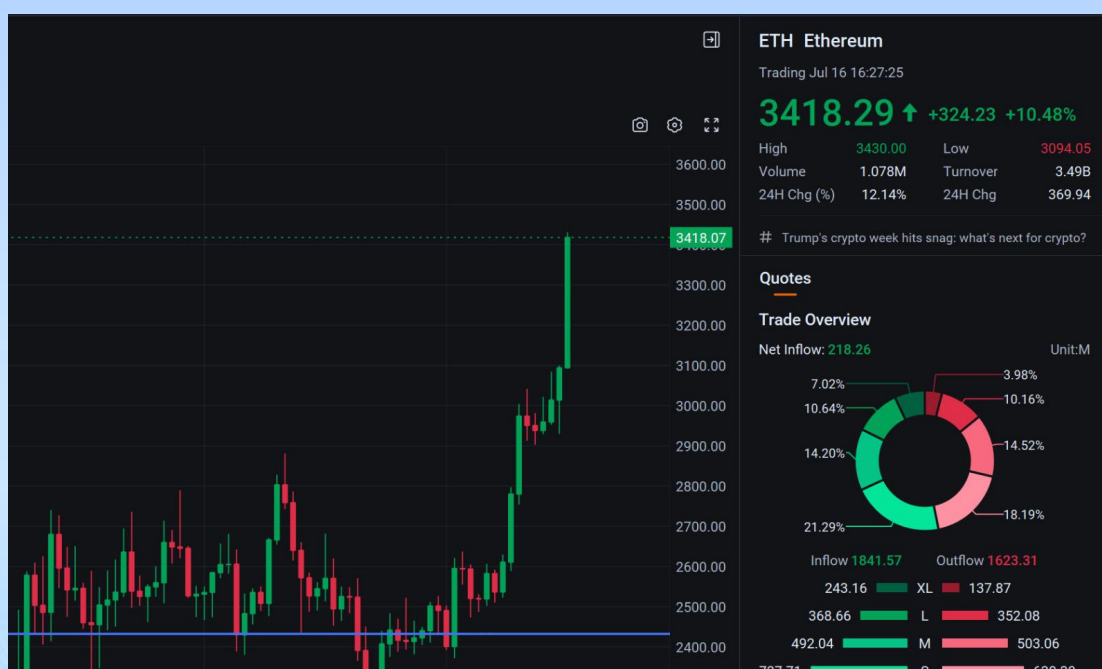 ETH Ethereum
Trading Jul 16 16:27:25
3418.29 +324.23 +10.48%
High 3430.00 Low 3094.05
Volume 1.078M Turnover 3.49B
24H Chg (%) 12.14% 24H Chg 369.94
# Trump's crypto week hits snag: what's next for crypto?
Quotes
Trade Overview
Net Inflow: 218.26 Unit:M
7.02% 3.98%
10.64% 10.16%
14.20% 14.52%
21.29% 18.19%
Inflow 1841.57 Outflow 1623.31
243.16 XL 137.87
368.66 L 352.08
492.04 M 503.06
3600.00
3500.00
3418.07
3300.00
3200.00
3100.00
3000.00
2900.00
2800.00
2700.00
2600.00
2500.00
2400.00